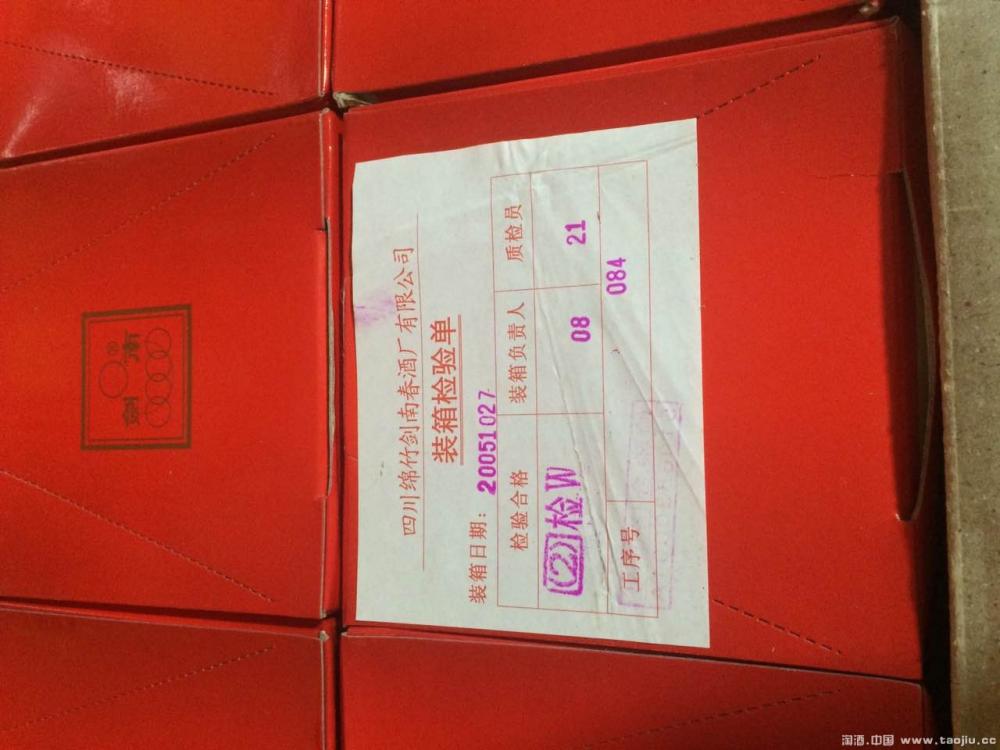 四川绵竹剑南春酒厂有限公司
装箱检验单
装箱日期: 20051027
检验合格 装箱负责人 质检员
(2)检W 08 21
工序号 084
劍南®
淘酒.中国 www.taojiu.cc